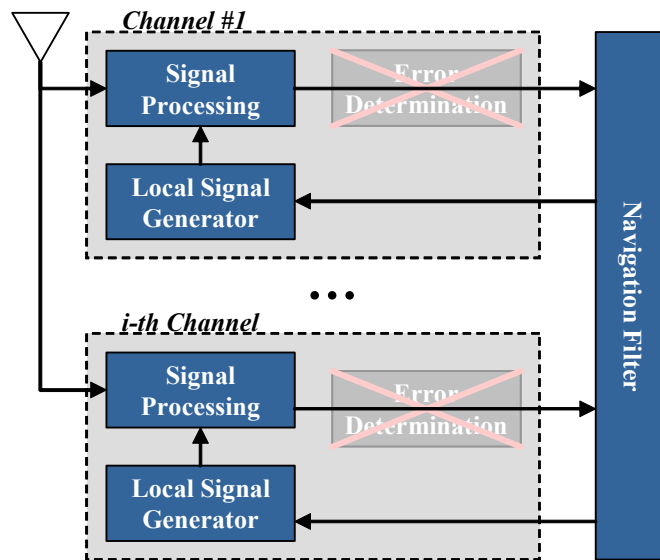 Channel #1
Signal
Processing
Error
Determination
Local Signal
Generator
Navigation Filter
...
i-th Channel
Signal
Processing
Error
Determination
Local Signal
Generator